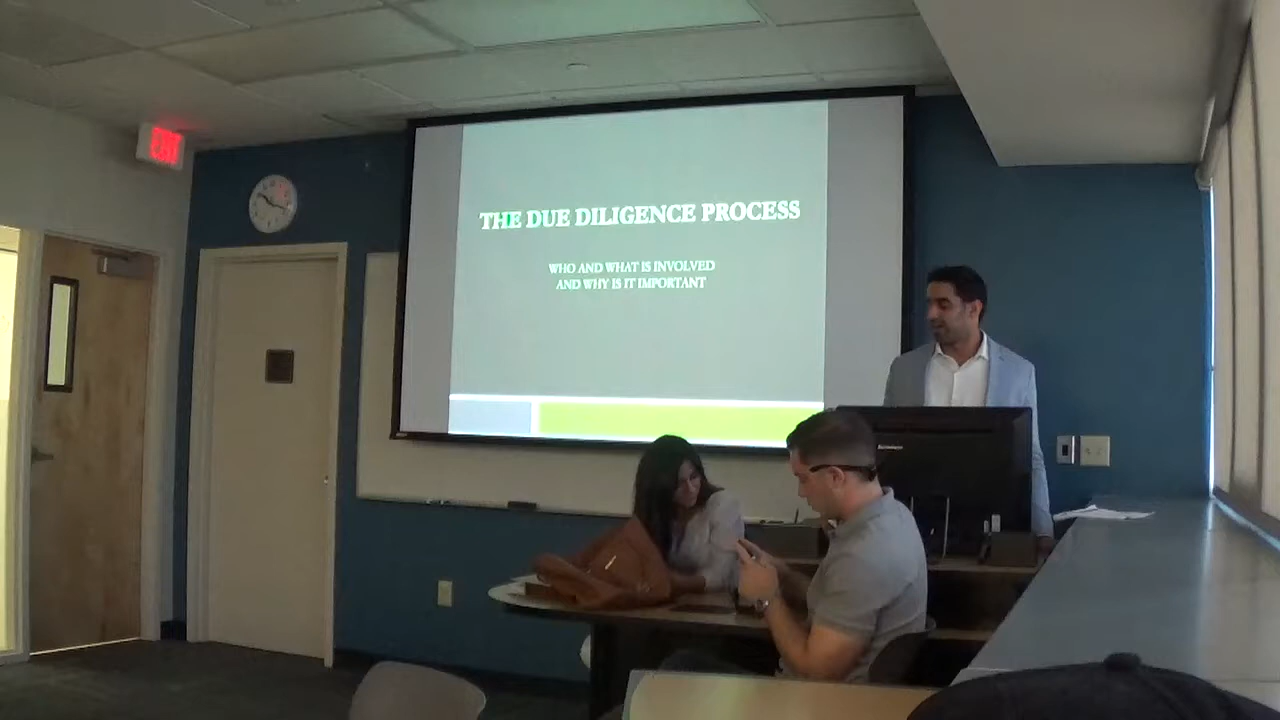 EXIT
THE DUE DILIGENCE PROCESS
WHO AND WHAT IS INVOLVED
AND WHY IS IT IMPORTANT